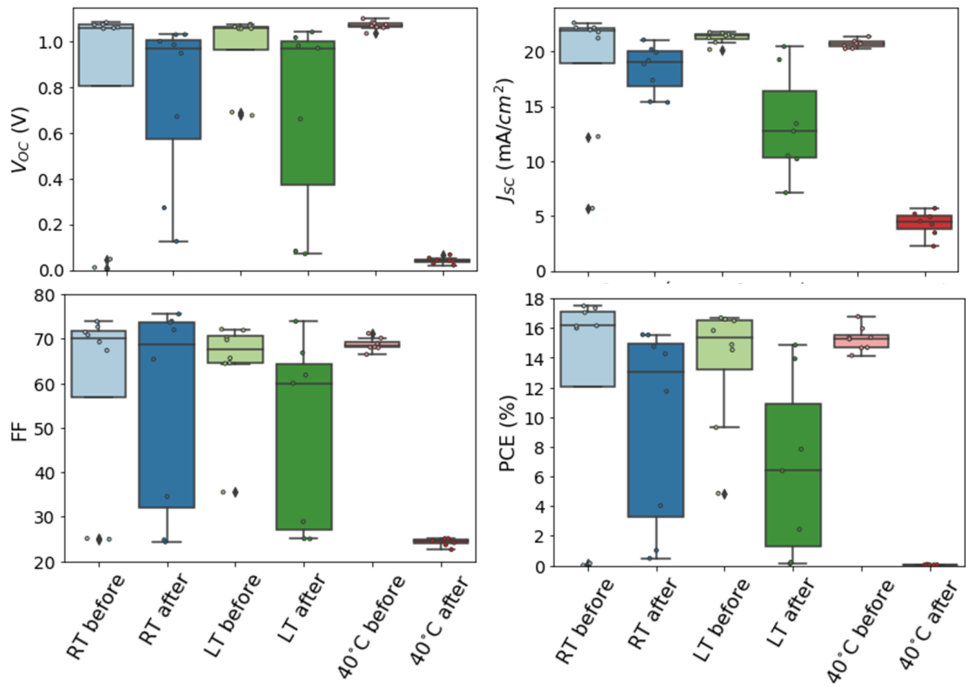 V_OC (V)
1.0
0.8
0.6
0.4
0.2
0.0
J_SC (mA/cm²)
20
15
10
5
0
FF
80
70
60
50
40
30
20
RT before
RT after
LT before
LT after
40°C before
40°C after
PCE (%)
18
16
14
12
10
8
6
4
2
0
RT before
RT after
LT before
LT after
40°C before
40°C after